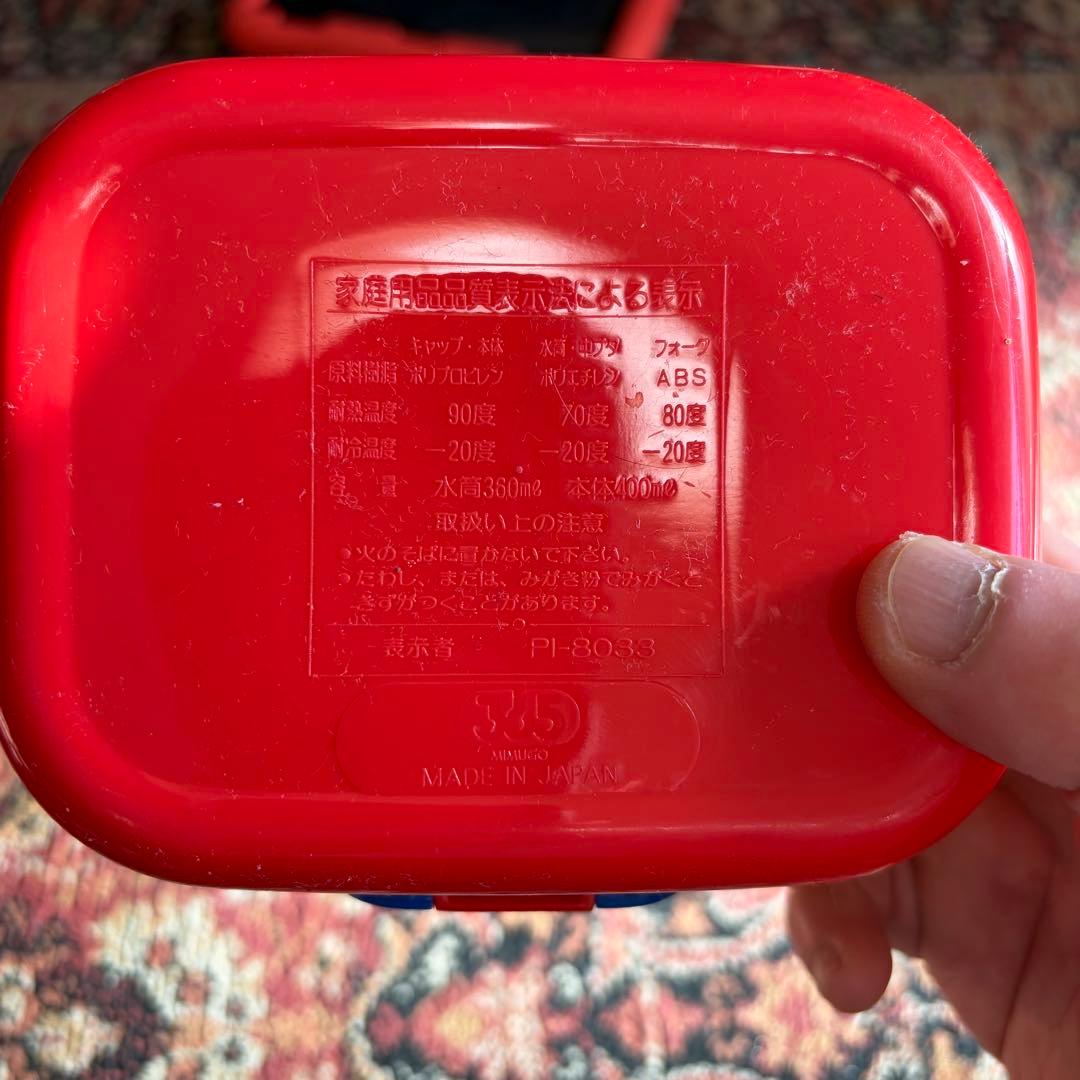 家庭用品品質表示法による表示
キャップ・本体 水筒・中ブタ フォーク
原料樹脂 ポリプロピレン ポリエチレン ABS
耐熱温度 90度 70度 80度
耐冷温度 −20度 −20度 −20度
容量 水筒360mℓ 本体400mℓ
取扱い上の注意
●火のそばに置かないで下さい。
●たわし、または、みがき粉でみがくと
きずがつくことがあります。
表示者 PI-8033
365
MIMUGO
MADE IN JAPAN